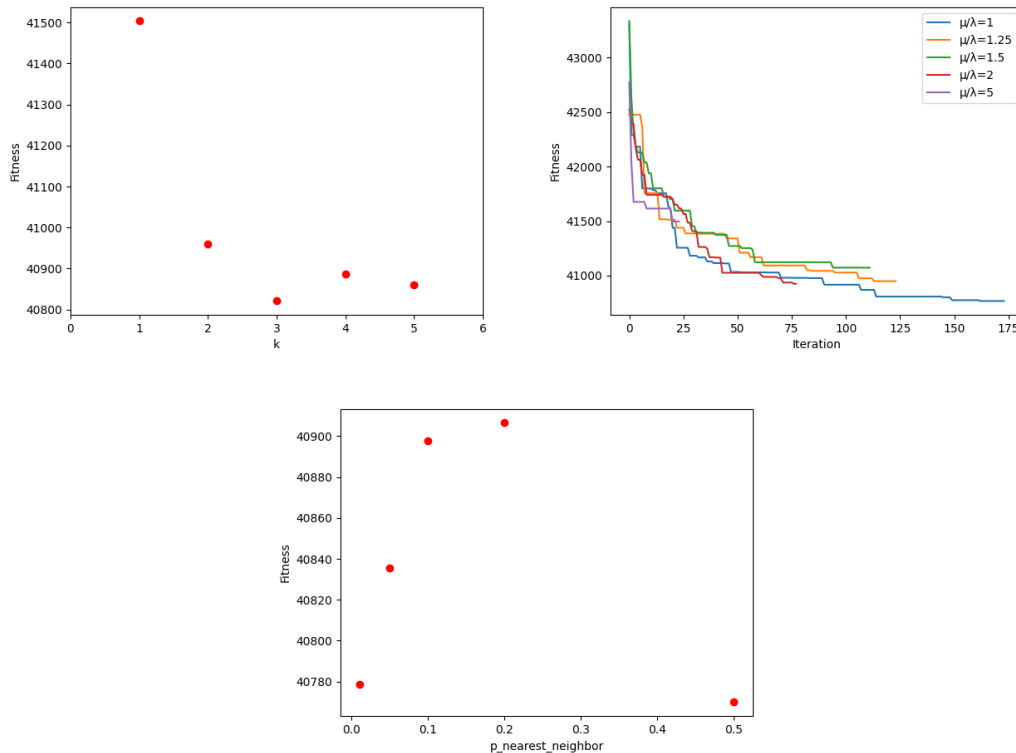 41500
41400
41300
41200
41100
41000
40900
40800
Fitness
0 1 2 3 4 5 6
k
43000
42500
42000
41500
41000
Fitness
μ/λ=1
μ/λ=1.25
μ/λ=1.5
μ/λ=2
μ/λ=5
0 25 50 75 100 125 150 175
Iteration
40900
40880
40860
40840
40820
40800
40780
Fitness
0.0 0.1 0.2 0.3 0.4 0.5
p_nearest_neighbor